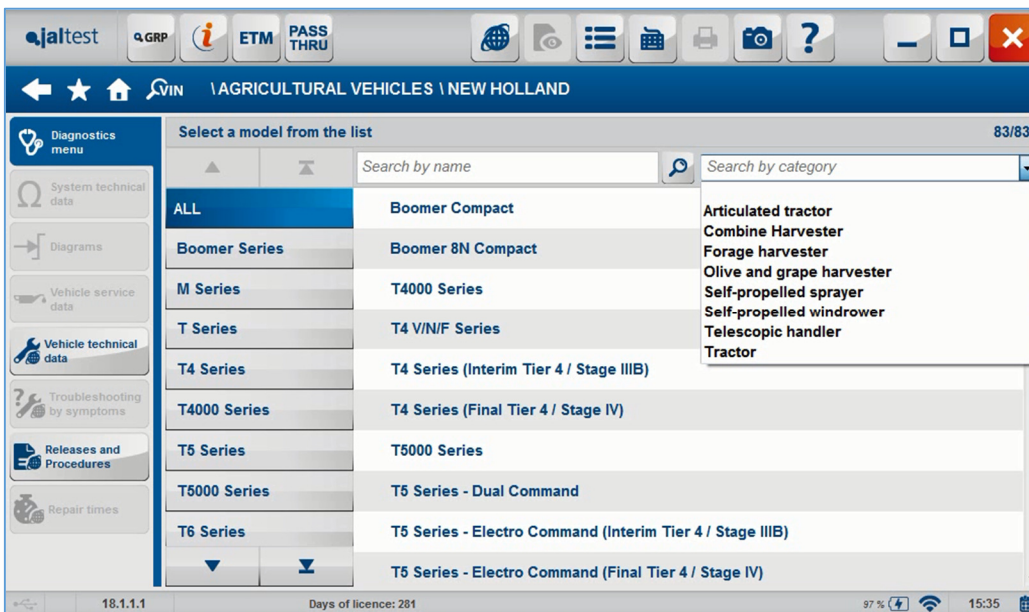 jaltest GRP i ETM PASS THRU ?
VIN \ AGRICULTURAL VEHICLES \ NEW HOLLAND
Diagnostics menu
System technical data
Diagrams
Vehicle service data
Vehicle technical data
Troubleshooting by symptoms
Releases and Procedures
Repair times
Select a model from the list 83/83
Search by name
Search by category
ALL
Boomer Series
M Series
T Series
T4 Series
T4000 Series
T5 Series
T5000 Series
T6 Series
Boomer Compact
Boomer 8N Compact
T4000 Series
T4 V/N/F Series
T4 Series (Interim Tier 4 / Stage IIIB)
T4 Series (Final Tier 4 / Stage IV)
T5000 Series
T5 Series - Dual Command
T5 Series - Electro Command (Interim Tier 4 / Stage IIIB)
T5 Series - Electro Command (Final Tier 4 / Stage IV)
Articulated tractor
Combine Harvester
Forage harvester
Olive and grape harvester
Self-propelled sprayer
Self-propelled windrower
Telescopic handler
Tractor
18.1.1.1 Days of licence: 281 97 % 15:35